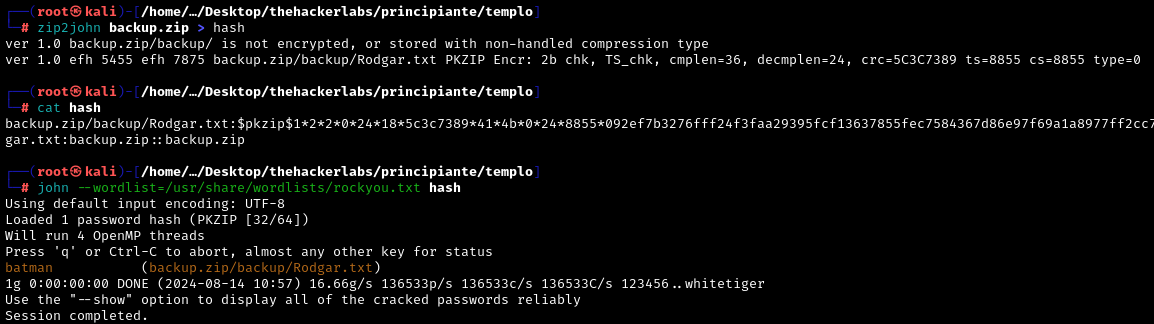 ┌──(root㉿kali)-[/home/…/Desktop/thehackerlabs/principiante/templo]
└─# zip2john backup.zip > hash
ver 1.0 backup.zip/backup/ is not encrypted, or stored with non-handled compression type
ver 1.0 efh 5455 efh 7875 backup.zip/backup/Rodgar.txt PKZIP Encr: 2b chk, TS_chk, cmplen=36, decmplen=24, crc=5C3C7389 ts=8855 cs=8855 type=0
┌──(root㉿kali)-[/home/…/Desktop/thehackerlabs/principiante/templo]
└─# cat hash
backup.zip/backup/Rodgar.txt:$pkzip$1*2*2*0*24*18*5c3c7389*41*4b*0*24*8855*092ef7b3276fff24f3faa29395fcf13637855fec7584367d86e97f69a1a8977ff2cc7
gar.txt:backup.zip::backup.zip
┌──(root㉿kali)-[/home/…/Desktop/thehackerlabs/principiante/templo]
└─# john --wordlist=/usr/share/wordlists/rockyou.txt hash
Using default input encoding: UTF-8
Loaded 1 password hash (PKZIP [32/64])
Will run 4 OpenMP threads
Press 'q' or Ctrl-C to abort, almost any other key for status
batman           (backup.zip/backup/Rodgar.txt)
1g 0:00:00:00 DONE (2024-08-14 10:57) 16.66g/s 136533p/s 136533c/s 136533C/s 123456..whitetiger
Use the "--show" option to display all of the cracked passwords reliably
Session completed.